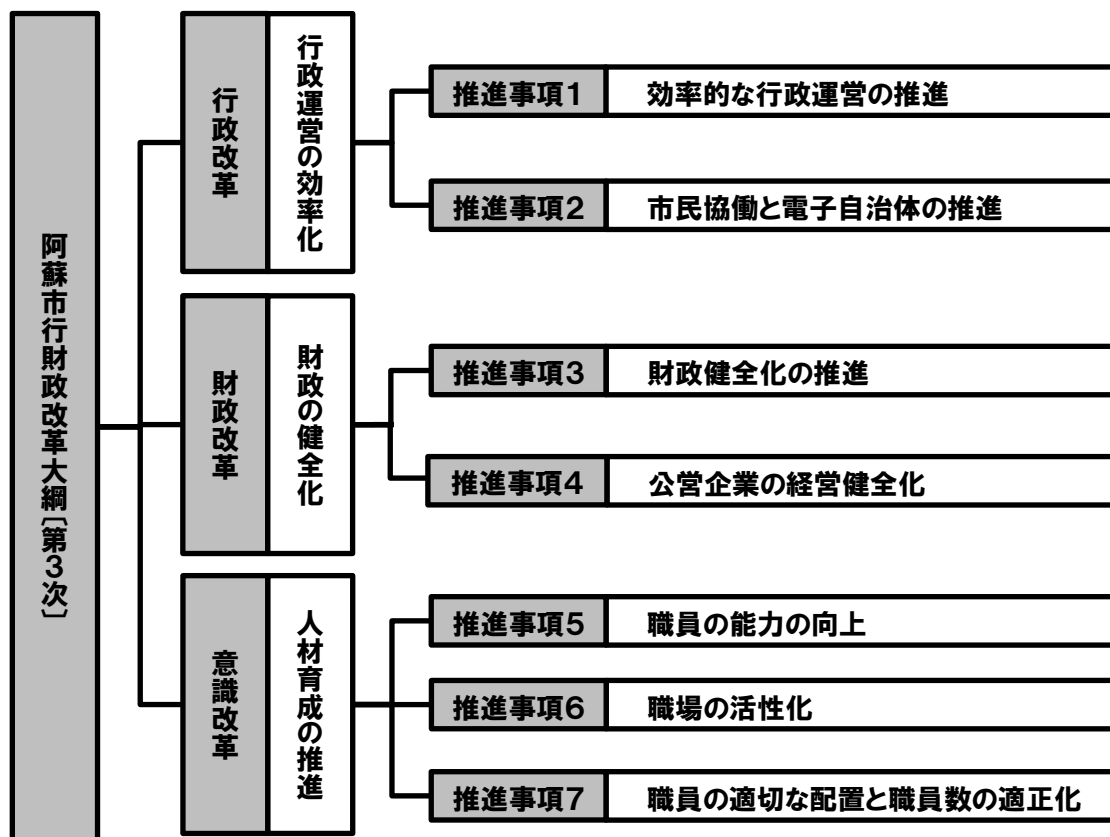 阿蘇市行財政改革大綱〔第3次〕
行政改革
行政運営の効率化
推進事項1
効率的な行政運営の推進
推進事項2
市民協働と電子自治体の推進
財政改革
財政の健全化
推進事項3
財政健全化の推進
推進事項4
公営企業の経営健全化
意識改革
人材育成の推進
推進事項5
職員の能力の向上
推進事項6
職場の活性化
推進事項7
職員の適切な配置と職員数の適正化